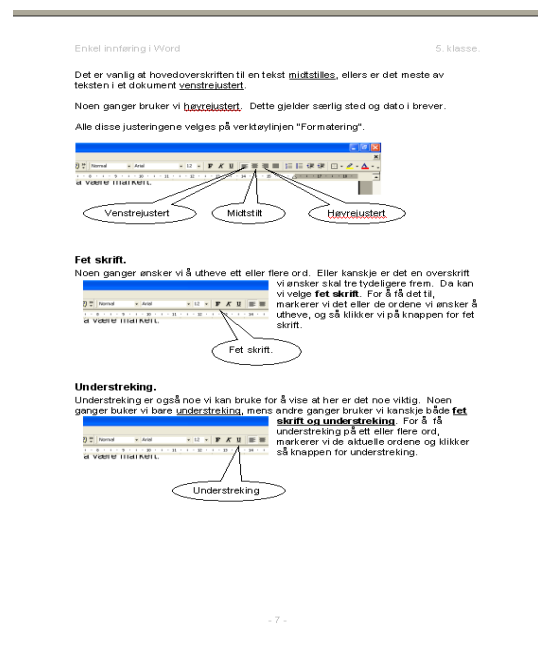 Enkel innføring i Word 5. klasse.
Det er vanlig at hovedoverskriften til en tekst midtstilles, ellers er det meste av
teksten i et dokument venstrejustert.
Noen ganger bruker vi høyrejustert. Dette gjelder særlig sted og dato i brever.
Alle disse justeringene velges på verktøylinjen "Formatering".
Normal Arial 12 F K U
Venstrejustert Midtstilt Høyrejustert
Fet skrift.
Noen ganger ønsker vi å utheve ett eller flere ord. Eller kanskje er det en overskrift
vi ønsker skal tre tydeligere frem. Da kan
vi velge fet skrift. For å få det til,
markerer vi det eller de ordene vi ønsker å
utheve, og så klikker vi på knappen for fet
skrift.
Normal Arial 12 F K U
Fet skrift.
Understreking.
Understreking er også noe vi kan bruke for å vise at her er det noe viktig. Noen
ganger buker vi bare understreking, mens andre ganger bruker vi kanskje både fet
skrift og understreking. For å få
understreking på ett eller flere ord,
markerer vi de aktuelle ordene og klikker
så knappen for understreking.
Normal Arial 12 F K U
Understreking
- 7 -